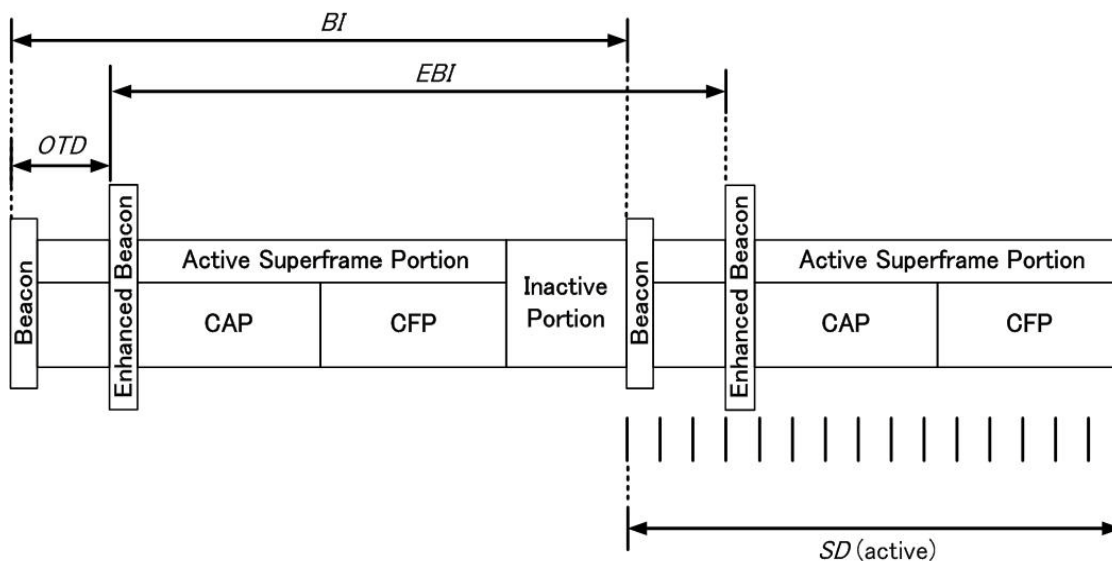 BI
EBI
OTD
Beacon
Enhanced Beacon
Active Superframe Portion
CAP
CFP
Inactive
Portion
Beacon
Enhanced Beacon
Active Superframe Portion
CAP
CFP
SD (active)